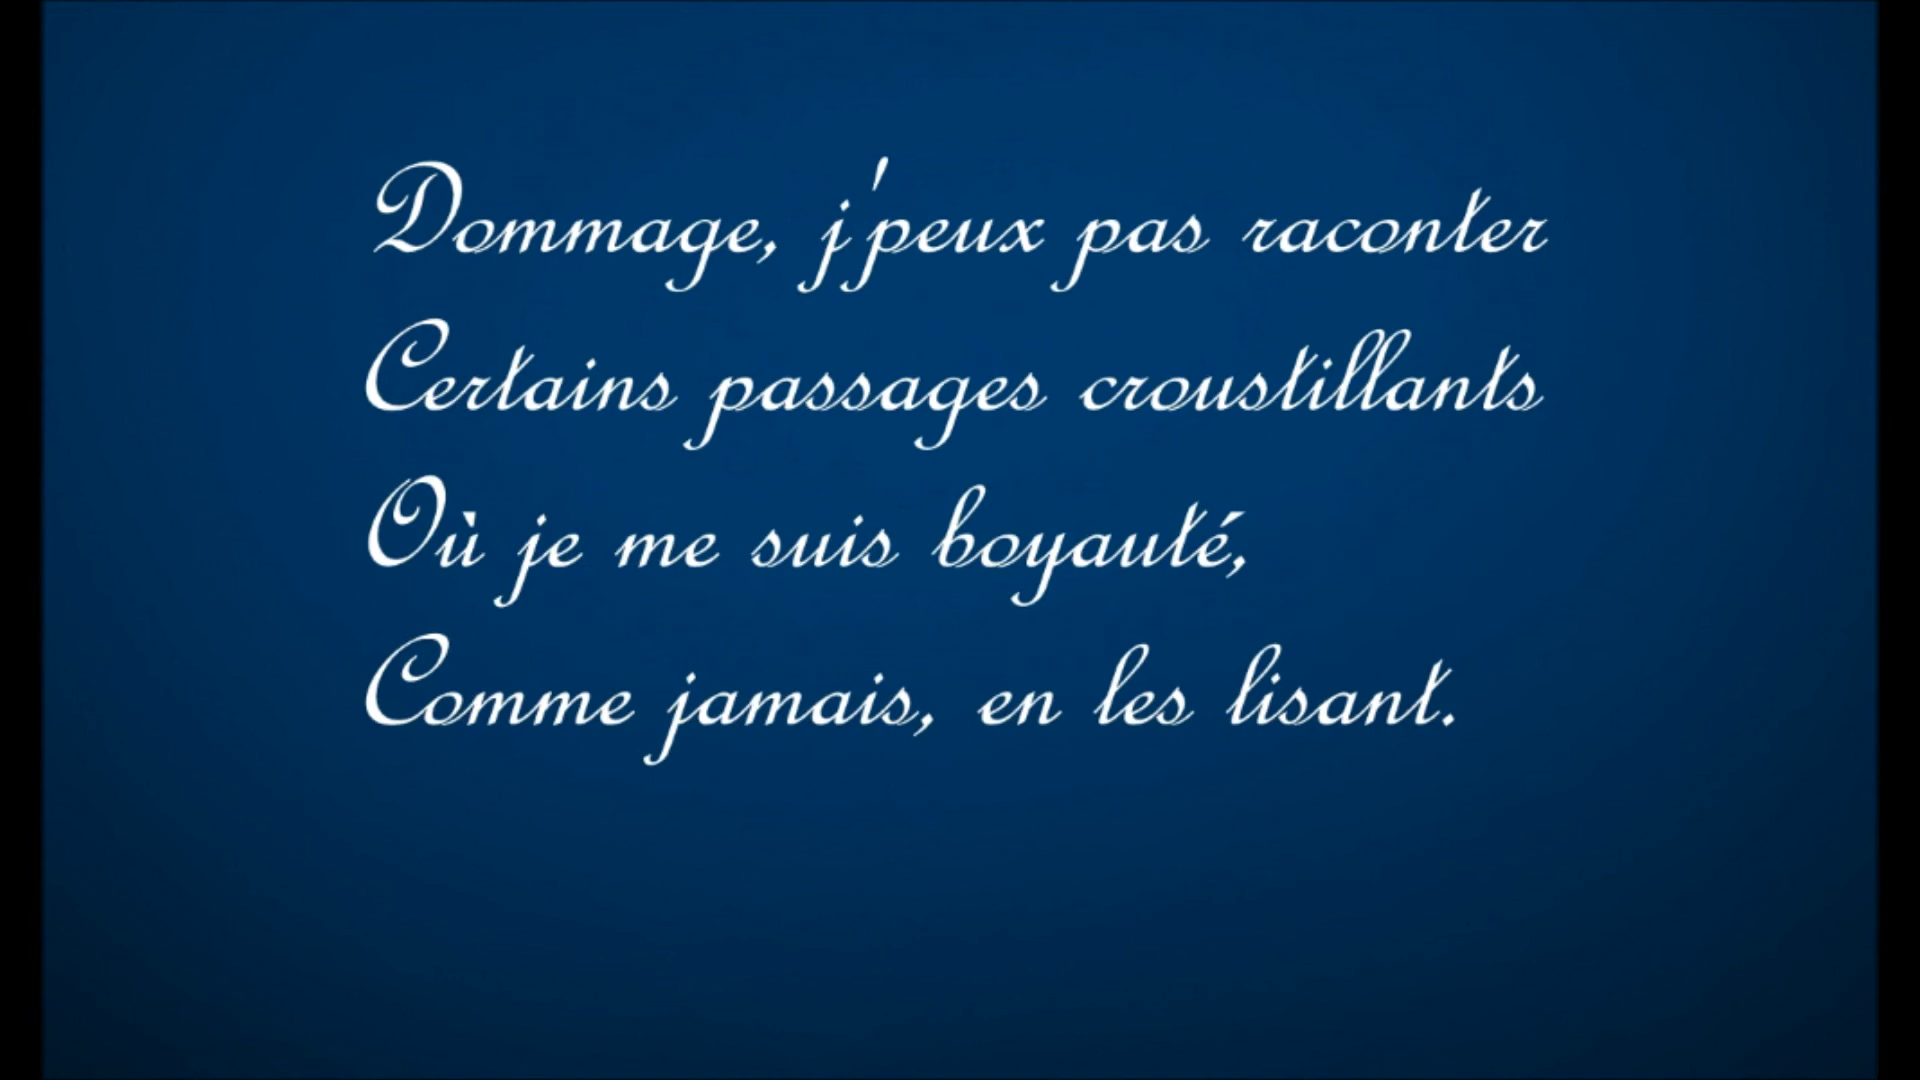 Dommage, j'peux pas raconter
Certains passages croustillants
Où je me suis boyauté,
Comme jamais, en les lisant.